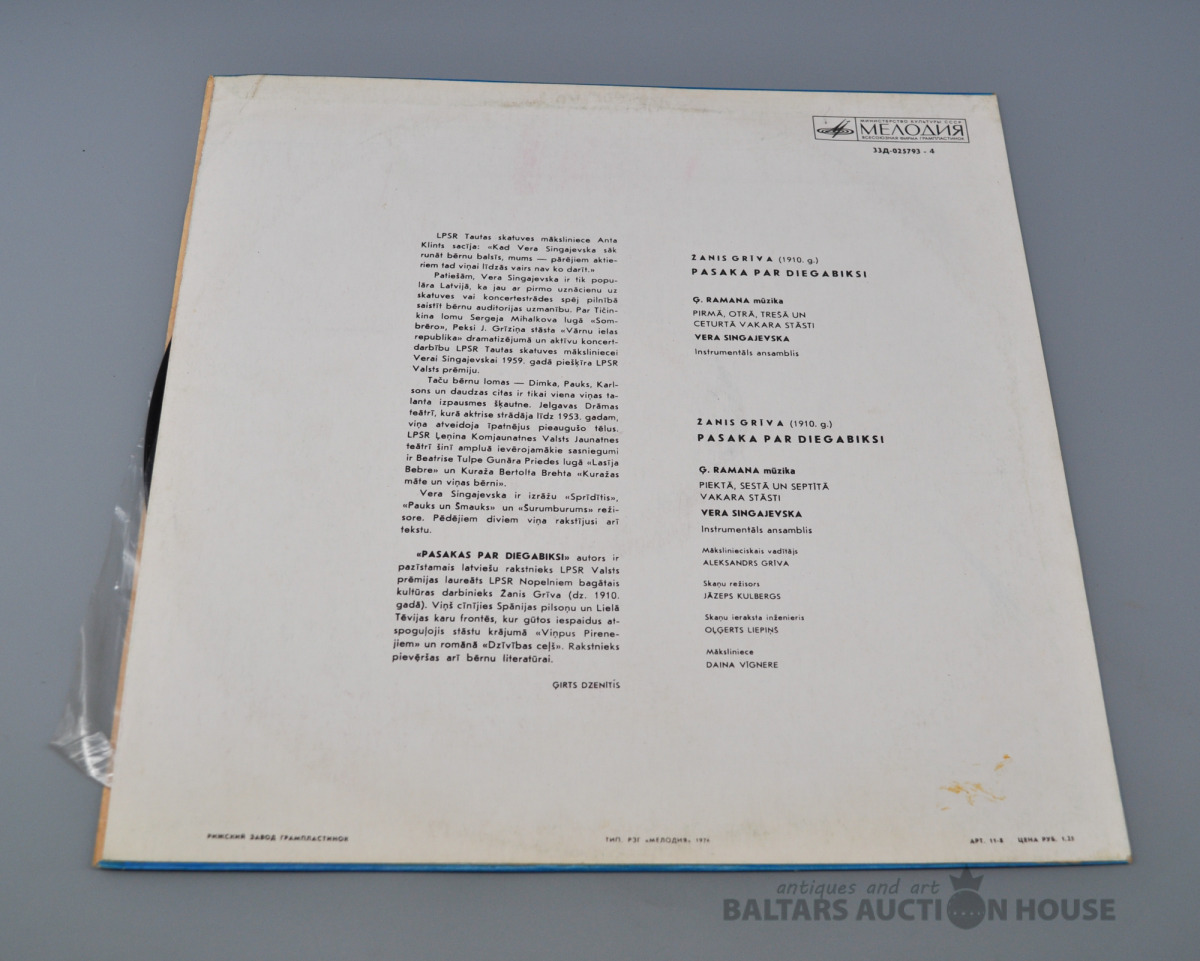 МИНИСТЕРСТВО КУЛЬТУРЫ СССР
МЕЛОДИЯ
ВСЕСОЮЗНАЯ ФИРМА ГРАМПЛАСТИНОК
33Д-025793 - 4
LPSR Tautas skatuves māksliniece Anta
Klints sacīja: «Kad Vera Singajevska sāk
runāt bērnu balsīs, mums — pārējiem aktie-
riem tad viņai līdzās vairs nav ko darīt.»
Patiešām, Vera Singajevska ir tik popu-
lāra Latvijā, ka jau ar pirmo uznācienu uz
skatuves vai koncertestrādes spēj pilnībā
saistīt bērnu auditorijas uzmanību. Par Tičin-
kina lomu Sergeja Mihalkova lugā «Som-
brēro», Peksi J. Grīziņa stāsta «Vārnu ielas
republika» dramatizējumā un aktīvu koncert-
darbību LPSR Tautas skatuves māksliniecei
Verai Singajevskai 1959. gadā piešķīra LPSR
Valsts prēmiju.
Taču bērnu lomas — Dimka, Pauks, Karl-
sons un daudzas citas ir tikai viena viņas ta-
lanta izpausmes šķautne. Jelgavas Drāmas
teātrī, kurā aktrise strādāja līdz 1953. gadam,
viņa atveidoja īpatnējus pieaugušo tēlus.
LPSR Ļeņina Komjaunatnes Valsts Jaunatnes
teātrī šinī ampluā ievērojamākie sasniegumi
ir Beatrise Tulpe Gunāra Priedes lugā «Lasīja
Bebre» un Kuraža Bertolta Brehta «Kuražas
māte un viņas bērni».
Vera Singajevska ir izrāžu «Sprīdītis»,
«Pauks un Šmauks» un «Šurumburums» reži-
sore. Pēdējiem diviem viņa rakstījusi arī
tekstu.
«PASAKAS PAR DIEGABIKSI» autors ir
pazīstamais latviešu rakstnieks LPSR Valsts
prēmijas laureāts LPSR Nopelniem bagātais
kultūras darbinieks Žanis Grīva (dz. 1910.
gadā). Viņš cīnījies Spānijas pilsoņu un Lielā
Tēvijas karu frontēs, kur gūtos iespaidus at-
spoguļojis stāstu krājumā «Viņpus Pirene-
jiem» un romānā «Dzīvības ceļš». Rakstnieks
pievēršas arī bērnu literatūrai.
ĢIRTS DZENĪTIS
ŽANIS GRĪVA (1910. g.)
PASAKA PAR DIEGABIKSI
Ģ. RAMANA mūzika
PIRMĀ, OTRĀ, TREŠĀ UN
CETURTĀ VAKARA STĀSTI
VERA SINGAJEVSKA
Instrumentāls ansamblis
ŽANIS GRĪVA (1910. g.)
PASAKA PAR DIEGABIKSI
Ģ. RAMANA mūzika
PIEKTĀ, SESTĀ UN SEPTĪTĀ
VAKARA STĀSTI
VERA SINGAJEVSKA
Instrumentāls ansamblis
Mākslinieciskais vadītājs
ALEKSANDRS GRĪVA
Skaņu režisors
JĀZEPS KULBERGS
Skaņu ieraksta inženieris
OĻĢERTS LIEPIŅŠ
Māksliniece
DAINA VĪGNERE
РИЖСКИЙ ЗАВОД ГРАМПЛАСТИНОК
ТИП. РЗГ «МЕЛОДИЯ» 1976
АРТ. 11-8 ЦЕНА РУБ. 1.25
antiques and art
BALTARS AUCTION HOUSE